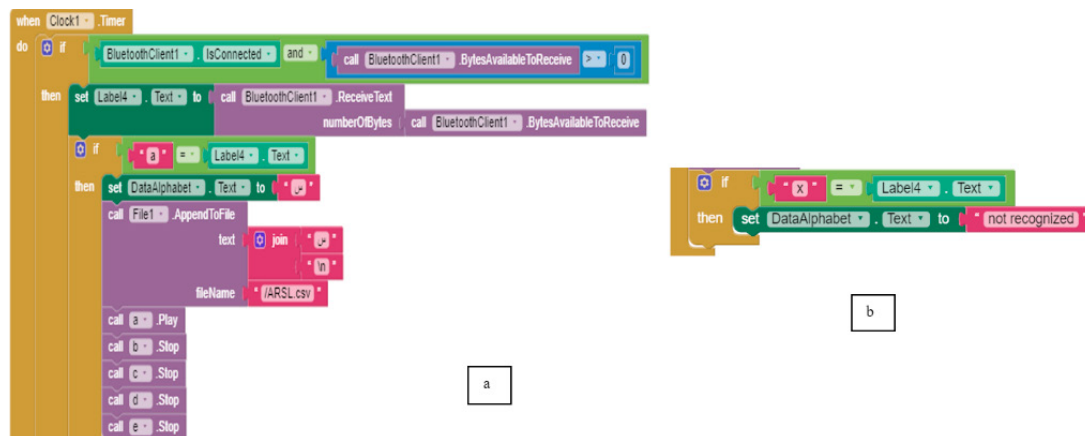 when Clock1 .Timer
do if BluetoothClient1 . IsConnected and call BluetoothClient1 .BytesAvailableToReceive > 0
then set Label4 . Text to call BluetoothClient1 .ReceiveText
numberOfBytes call BluetoothClient1 .BytesAvailableToReceive
if "a" = Label4 . Text
then set DataAlphabet . Text to
call File1 .AppendToFile
text join
"\n"
fileName "/ARSL.csv"
call a .Play
call b .Stop
call c .Stop
call d .Stop
call e .Stop
a
if "x" = Label4 . Text
then set DataAlphabet . Text to "not recognized"
b